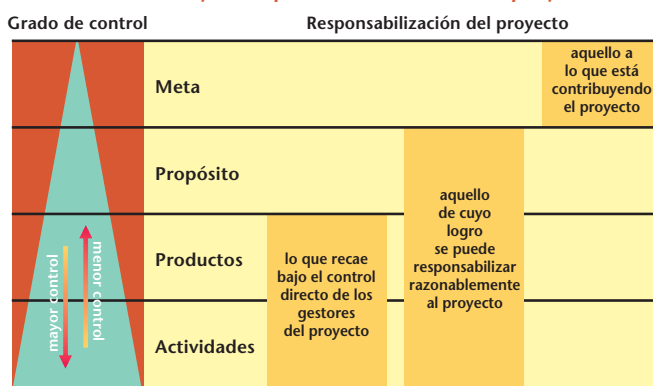 Grado de control
Responsabilización del proyecto
Meta
aquello a
lo que está
contribuyendo
el proyecto
Propósito
aquello
de cuyo
logro
se puede
responsabilizar
razonablemente
al proyecto
Productos
lo que recae
bajo el control
directo de los
gestores
del proyecto
mayor control
menor control
Actividades